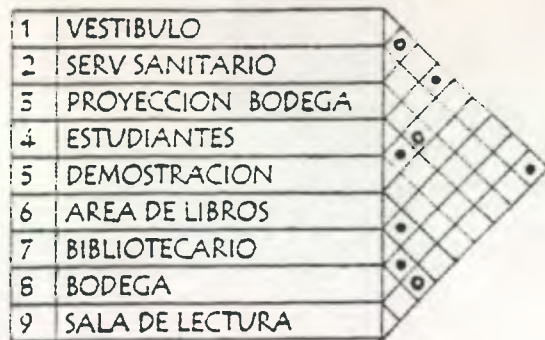 1 VESTIBULO
2 SERV SANITARIO
3 PROYECCION BODEGA
4 ESTUDIANTES
5 DEMOSTRACION
6 AREA DE LIBROS
7 BIBLIOTECARIO
8 BODEGA
9 SALA DE LECTURA